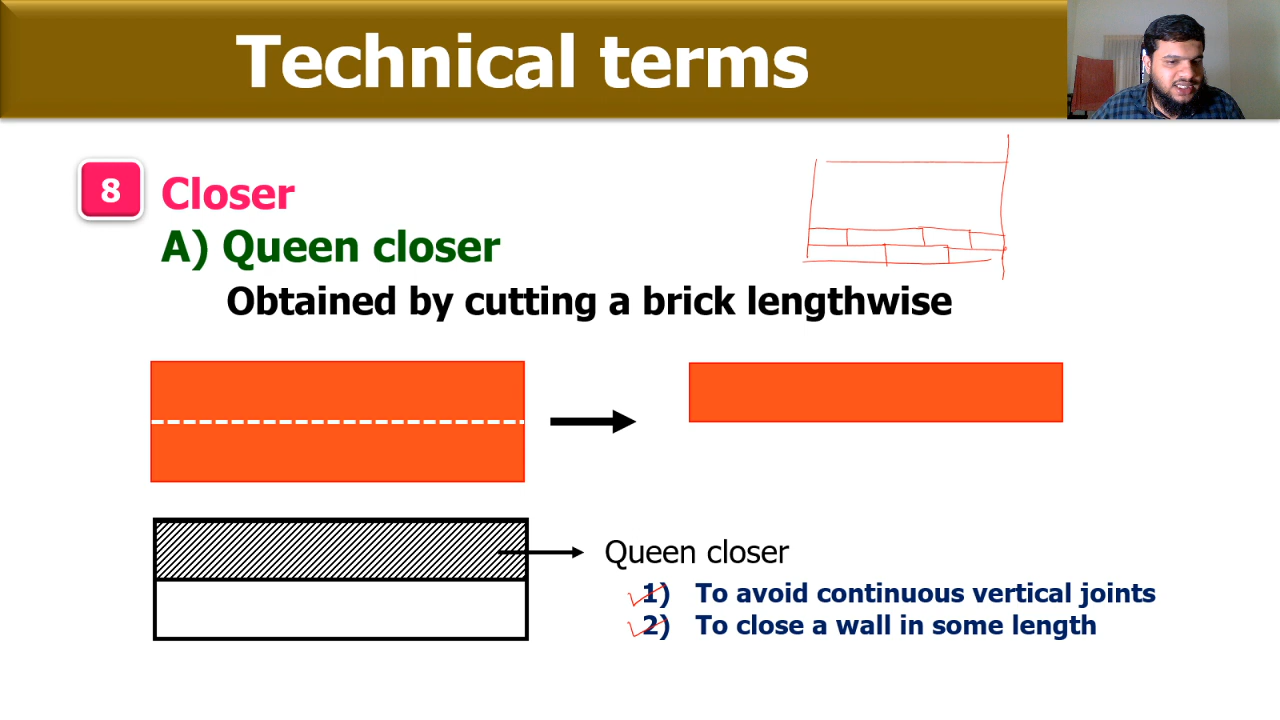 Technical terms
8 Closer
A) Queen closer
Obtained by cutting a brick lengthwise
Queen closer
1) To avoid continuous vertical joints
2) To close a wall in some length